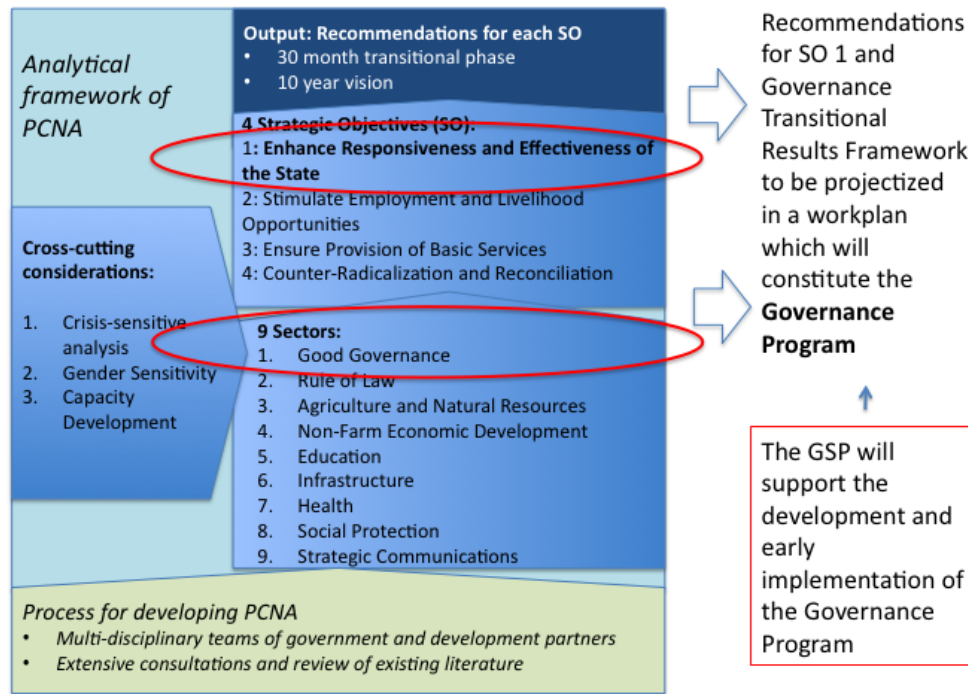 Analytical
framework of
PCNA
Output: Recommendations for each SO
• 30 month transitional phase
• 10 year vision
4 Strategic Objectives (SO):
1: Enhance Responsiveness and Effectiveness of
the State
2: Stimulate Employment and Livelihood
Opportunities
3: Ensure Provision of Basic Services
4: Counter-Radicalization and Reconciliation
Cross-cutting
considerations:
1. Crisis-sensitive
analysis
2. Gender Sensitivity
3. Capacity
Development
9 Sectors:
1. Good Governance
2. Rule of Law
3. Agriculture and Natural Resources
4. Non-Farm Economic Development
5. Education
6. Infrastructure
7. Health
8. Social Protection
9. Strategic Communications
Process for developing PCNA
• Multi-disciplinary teams of government and development partners
• Extensive consultations and review of existing literature
Recommendations
for SO 1 and
Governance
Transitional
Results Framework
to be projectized
in a workplan
which will
constitute the
Governance
Program
The GSP will
support the
development and
early
implementation of
the Governance
Program